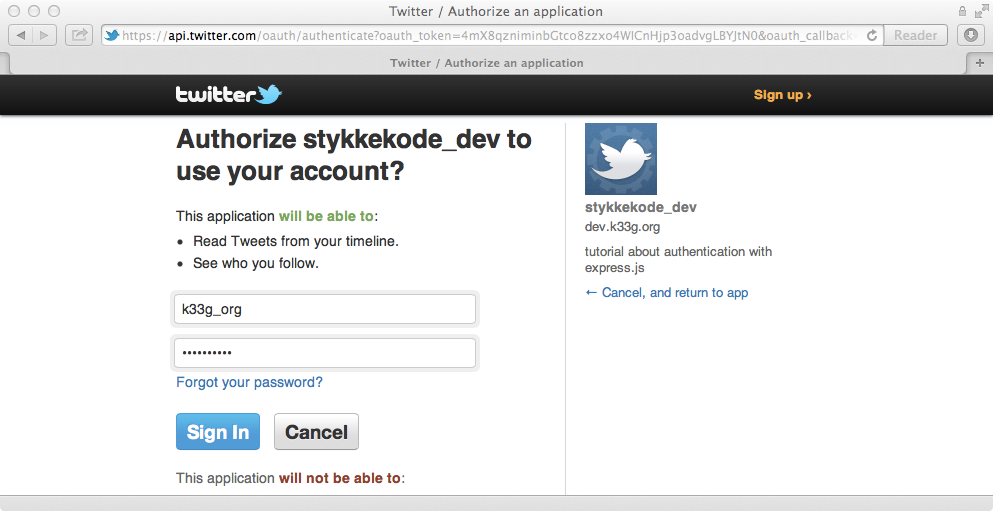 Twitter / Authorize an application
https://api.twitter.com/oauth/authenticate?oauth_token=4mX8qzniminbGtco8zzxo4WlCnHjp3oadvgLBYJtN0&oauth_callback
Reader
Twitter / Authorize an application
twitter
Sign up ›
Authorize stykkekode_dev to
use your account?
This application will be able to:
• Read Tweets from your timeline.
• See who you follow.
k33g_org
••••••••••
Forgot your password?
Sign In
Cancel
This application will not be able to:
stykkekode_dev
dev.k33g.org
tutorial about authentication with
express.js
← Cancel, and return to app